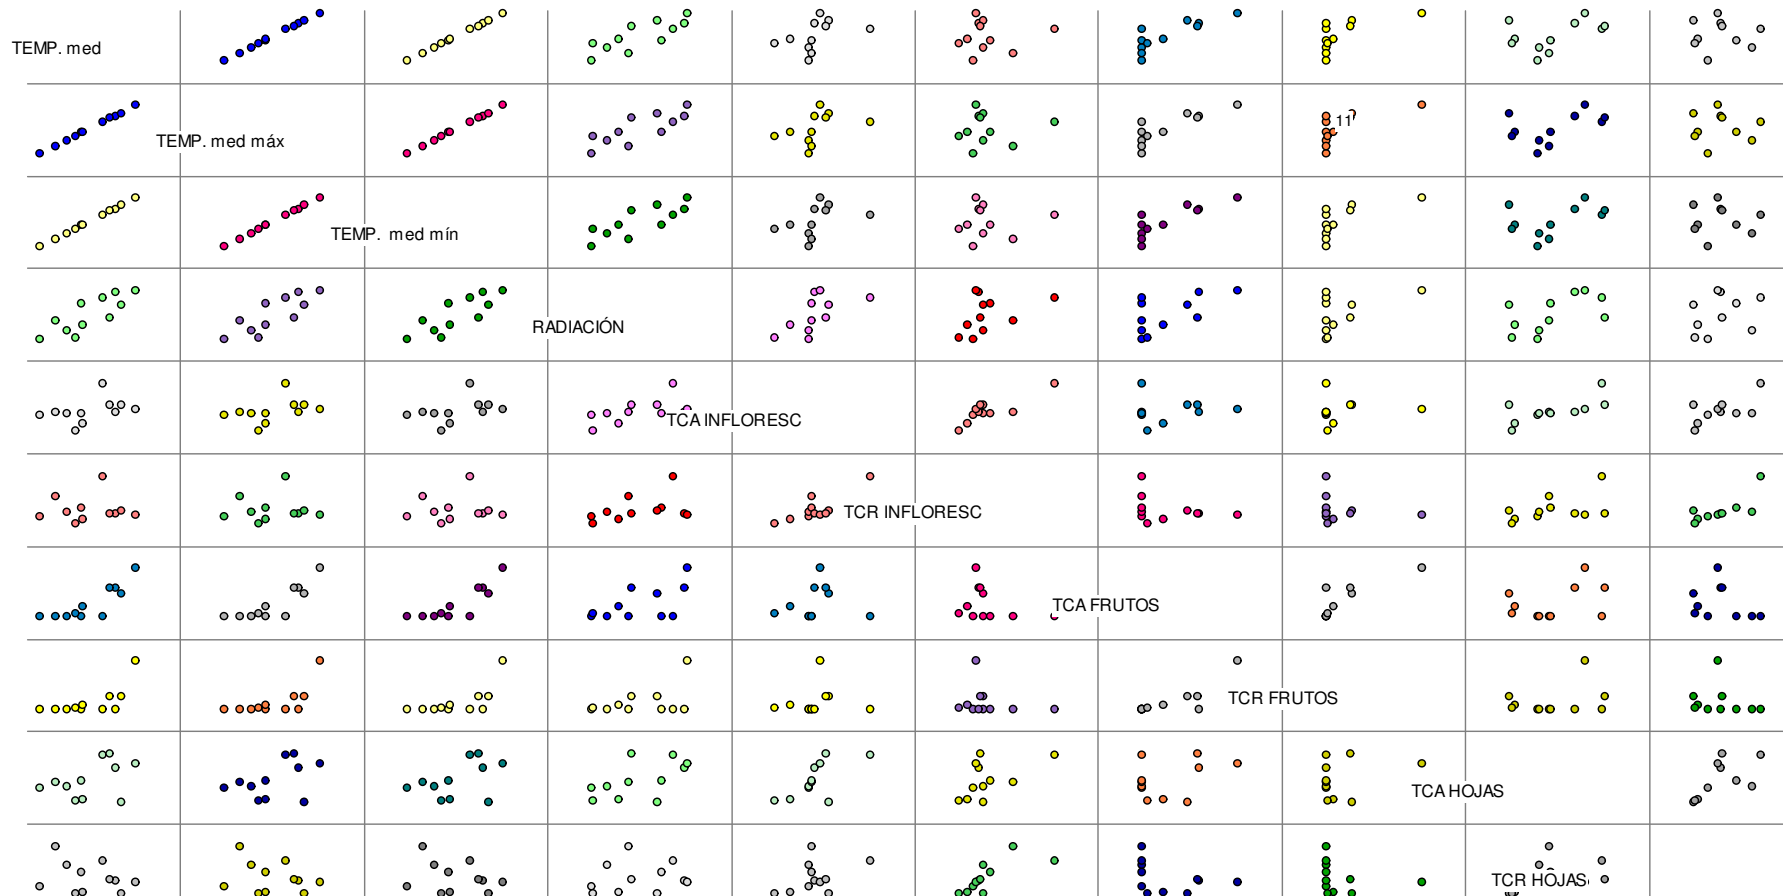 TEMP. med
TEMP. med máx
11
TEMP. med mín
RADIACIÓN
TCA INFLORESC
TCR INFLORESC
TCA FRUTOS
TCR FRUTOS
TCA HOJAS
TCR HOJAS